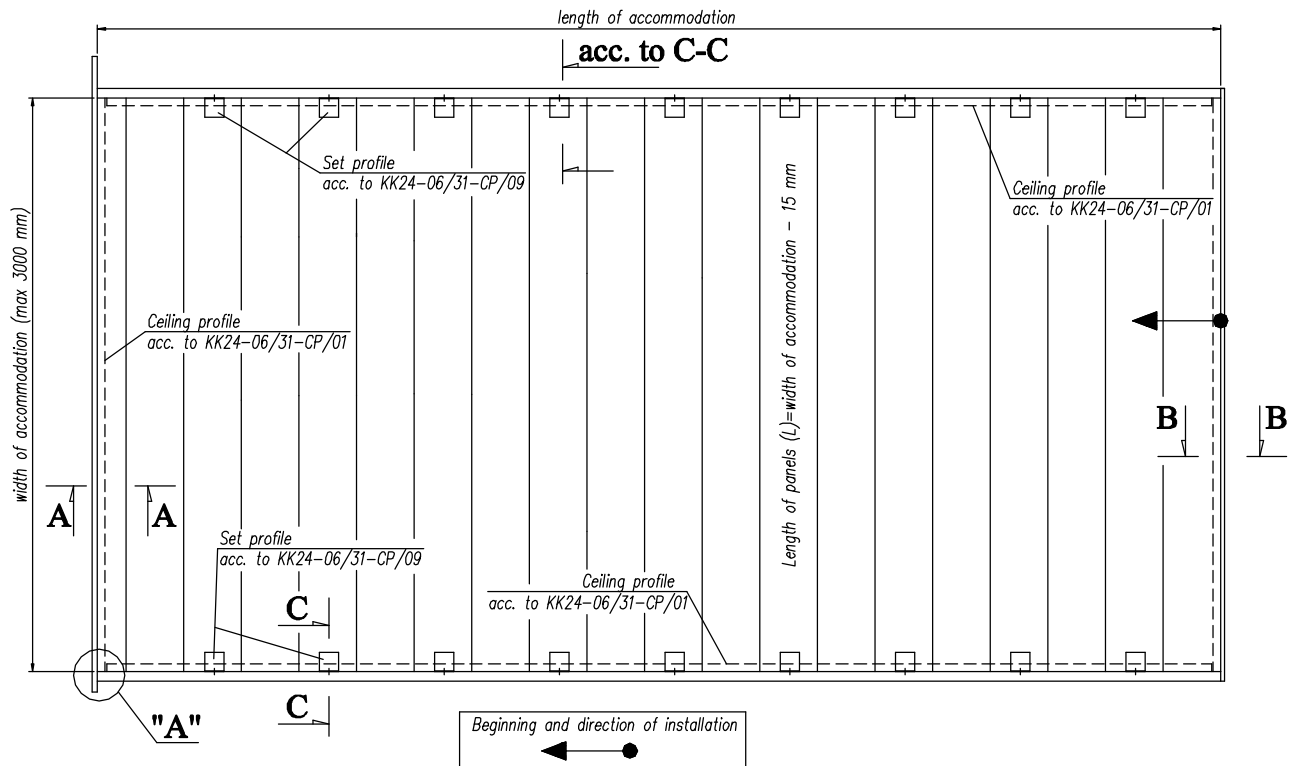 length of accommodation
acc. to C-C
Set profile
acc. to KK24-06/31-CP/09
Ceiling profile
acc. to KK24-06/31-CP/01
width of accommodation (max 3000 mm)
Length of panels (L)=width of accommodation - 15 mm
Ceiling profile
acc. to KK24-06/31-CP/01
B
B
A
A
Set profile
acc. to KK24-06/31-CP/09
Ceiling profile
acc. to KK24-06/31-CP/01
C
C
"A"
Beginning and direction of installation